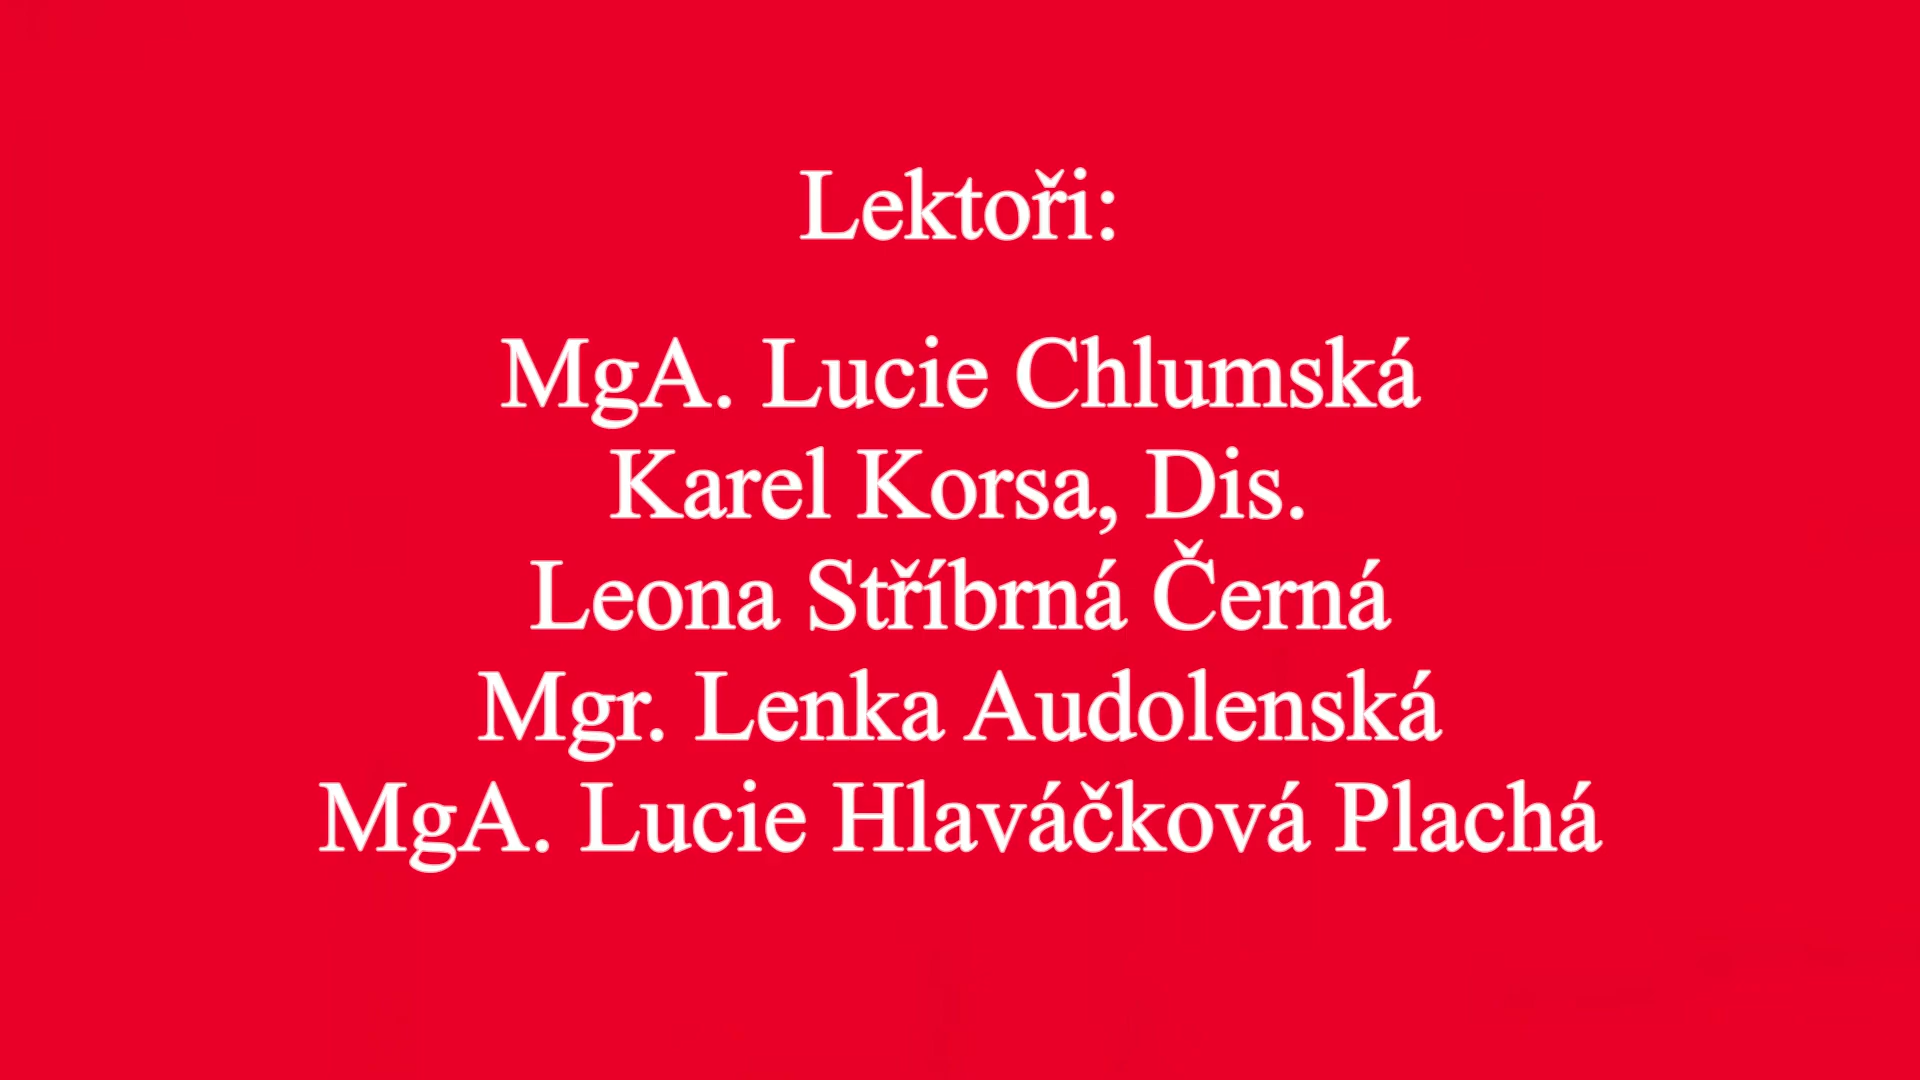 Lektoři:
MgA. Lucie Chlumská
Karel Korsa, Dis.
Leona Stříbrná Černá
Mgr. Lenka Audolenská
MgA. Lucie Hlaváčková Plachá